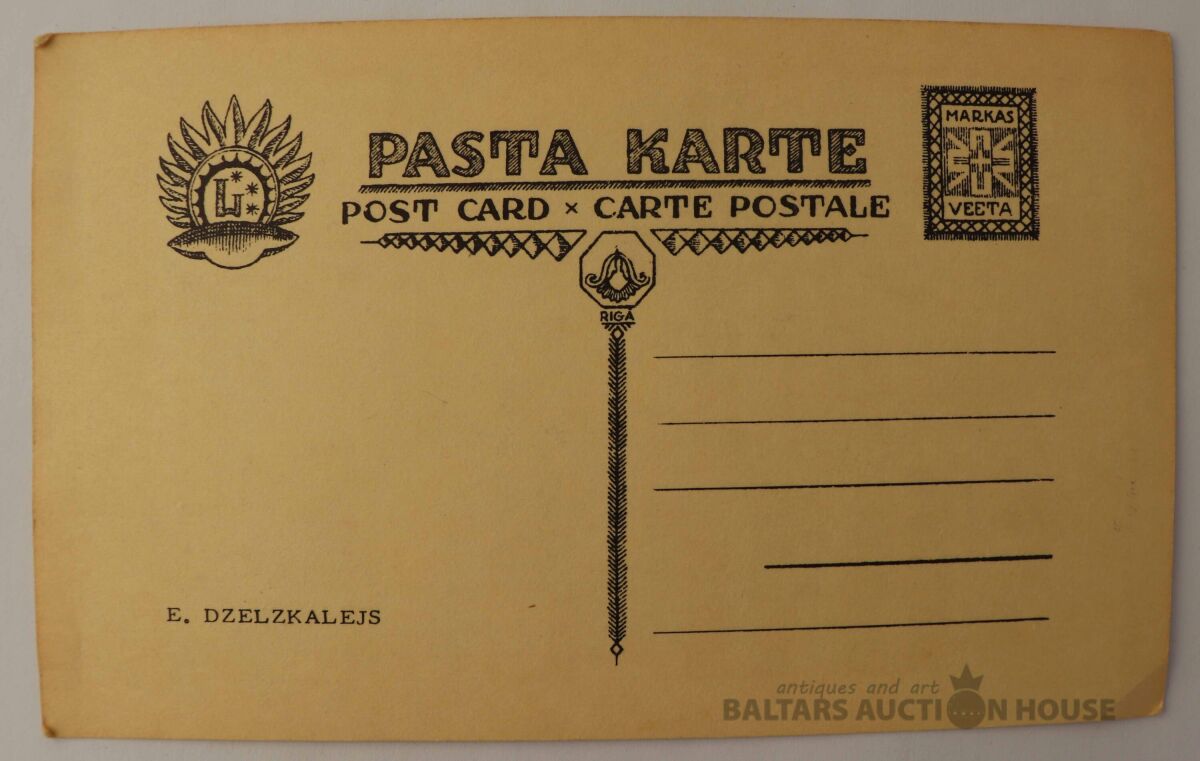 L
PASTA KARTE
POST CARD × CARTE POSTALE
MARKAS
VEETA
RIGA
E. DZELZKALEJS
antiques and art
BALTARS AUCTION HOUSE